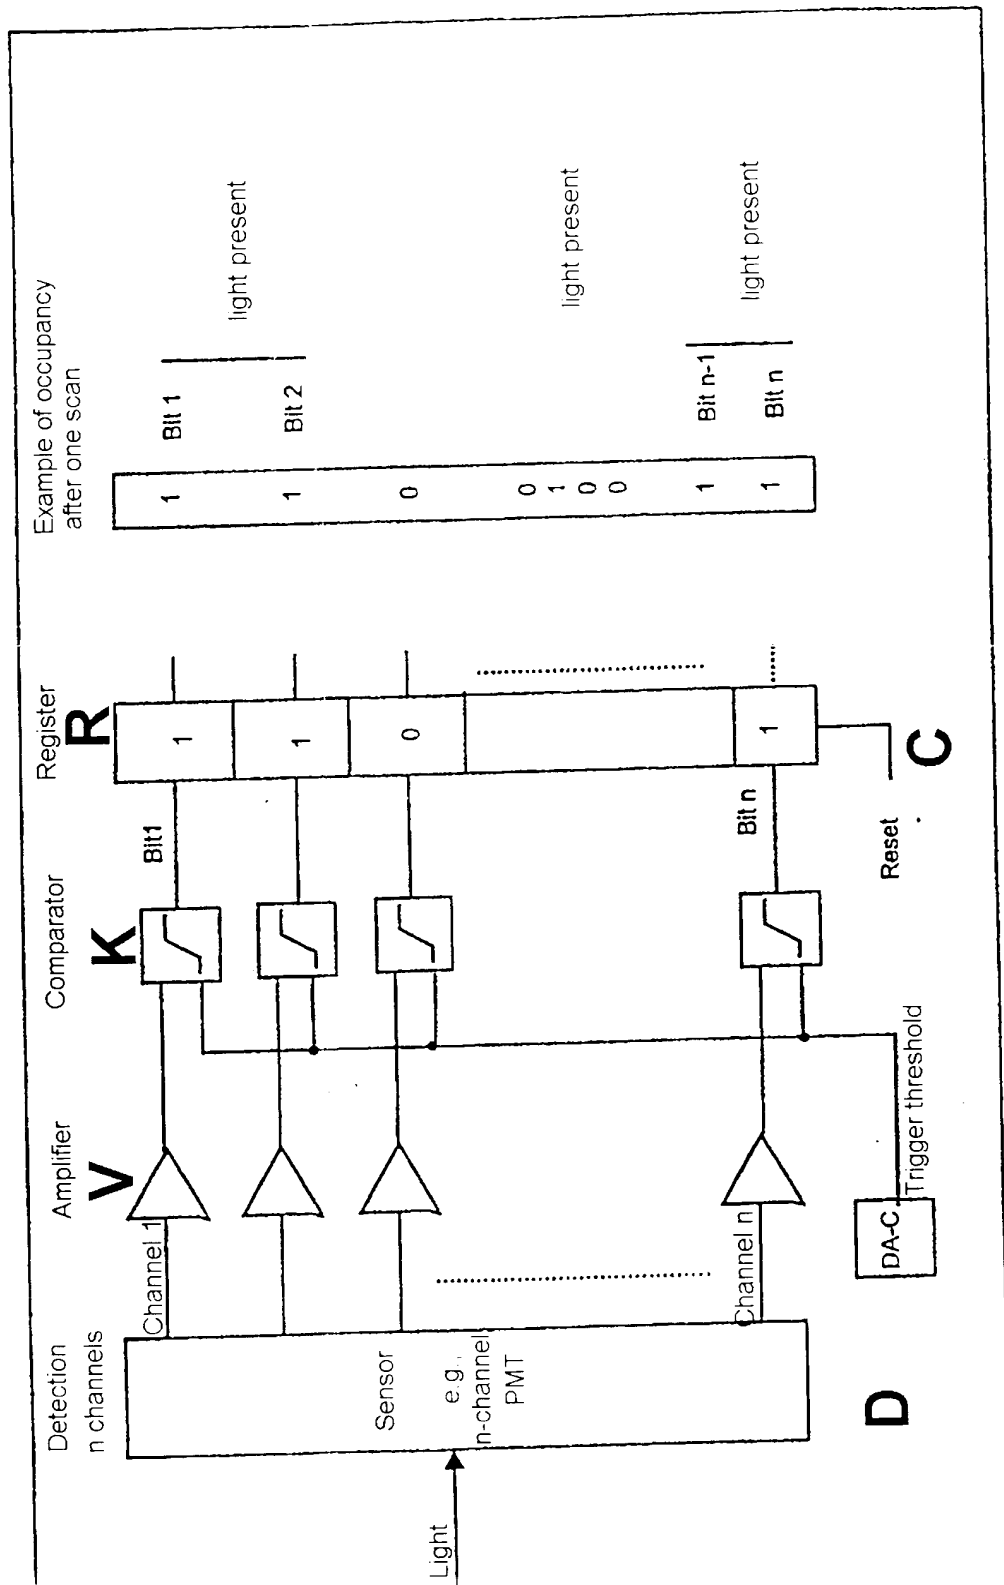 Detection
n channels
Amplifier
Comparator
Register
Example of occupancy
after one scan
V
K
R
Channel 1
Bit1
1
1
Bit 1
light present
1
1
Bit 2
0
0
Light
Sensor
e.g.,
n-channel
PMT
0
1
0
0
light present
1
Bit n-1
light present
Channel n
Bit n
1
1
Bit n
D
DA-C
Trigger threshold
Reset
C